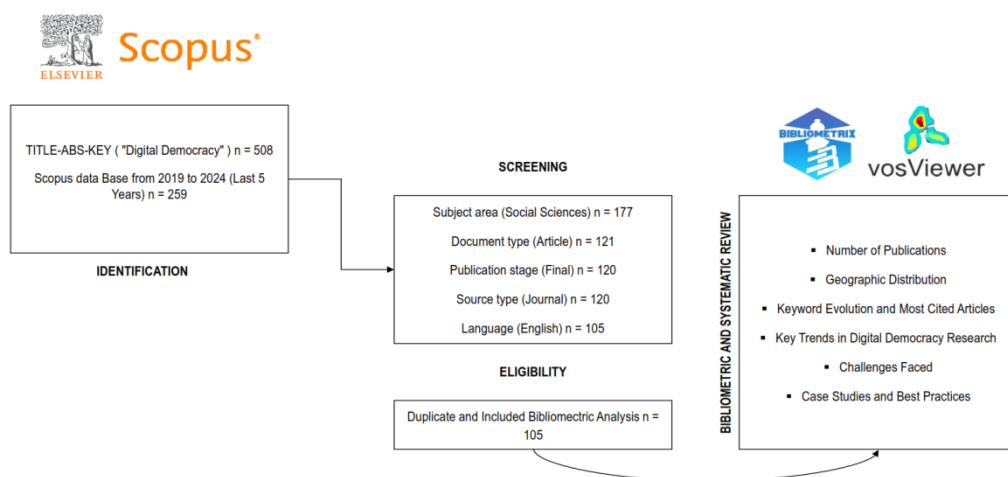 ELSEVIER
Scopus®
TITLE-ABS-KEY ( "Digital Democracy" ) n = 508
Scopus data Base from 2019 to 2024 (Last 5
Years) n = 259
IDENTIFICATION
SCREENING
Subject area (Social Sciences) n = 177
Document type (Article) n = 121
Publication stage (Final) n = 120
Source type (Journal) n = 120
Language (English) n = 105
ELIGIBILITY
Duplicate and Included Bibliomectric Analysis n =
105
BIBLIOMETRIX
vosViewer
BIBLIOMETRIC AND SYSTEMATIC REVIEW
▪ Number of Publications
▪ Geographic Distribution
▪ Keyword Evolution and Most Cited Articles
▪ Key Trends in Digital Democracy Research
▪ Challenges Faced
▪ Case Studies and Best Practices